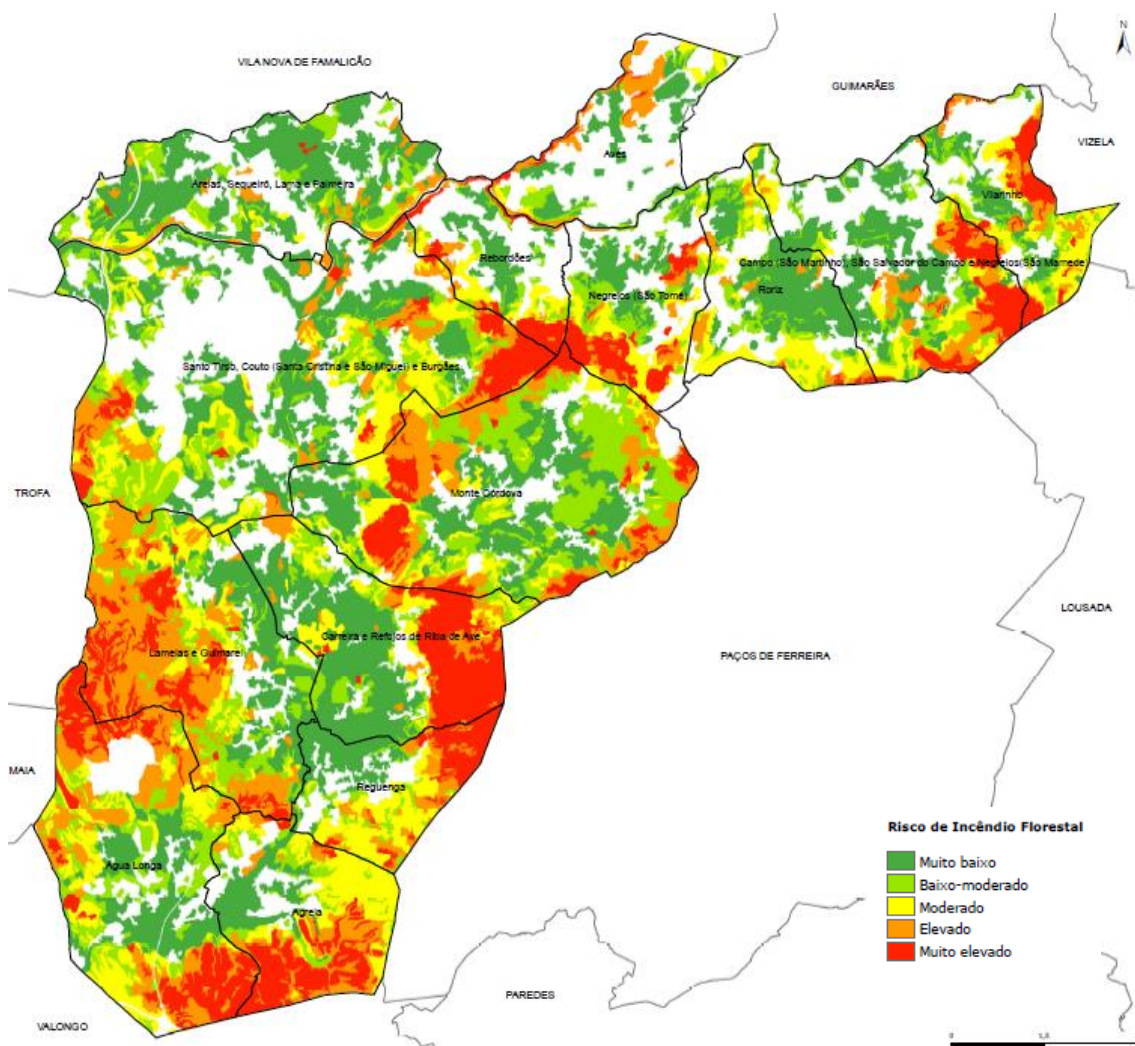 N
VILA NOVA DE FAMALICÃO
GUIMARÃES
VIZELA
Aves
Areias, Sequeiró, Lama e Palmeira
Vilarinho
Rebordões
Campo (São Martinho), São Salvador do Campo e Negrelos(São Mamede
Roriz
Negrelos (São Tomé)
Santo Tirso, Couto (Santa Cristina e São Miguel) e Burgães
TROFA
Monte Córdova
LOUSADA
Carreira e Refojos de Riba de Ave
Lamelas e Guimarei
PAÇOS DE FERREIRA
MAIA
Reguenga
Risco de Incêndio Florestal
Muito baixo
Baixo-moderado
Moderado
Elevado
Muito elevado
Água Longa
Agrela
PAREDES
VALONGO
0